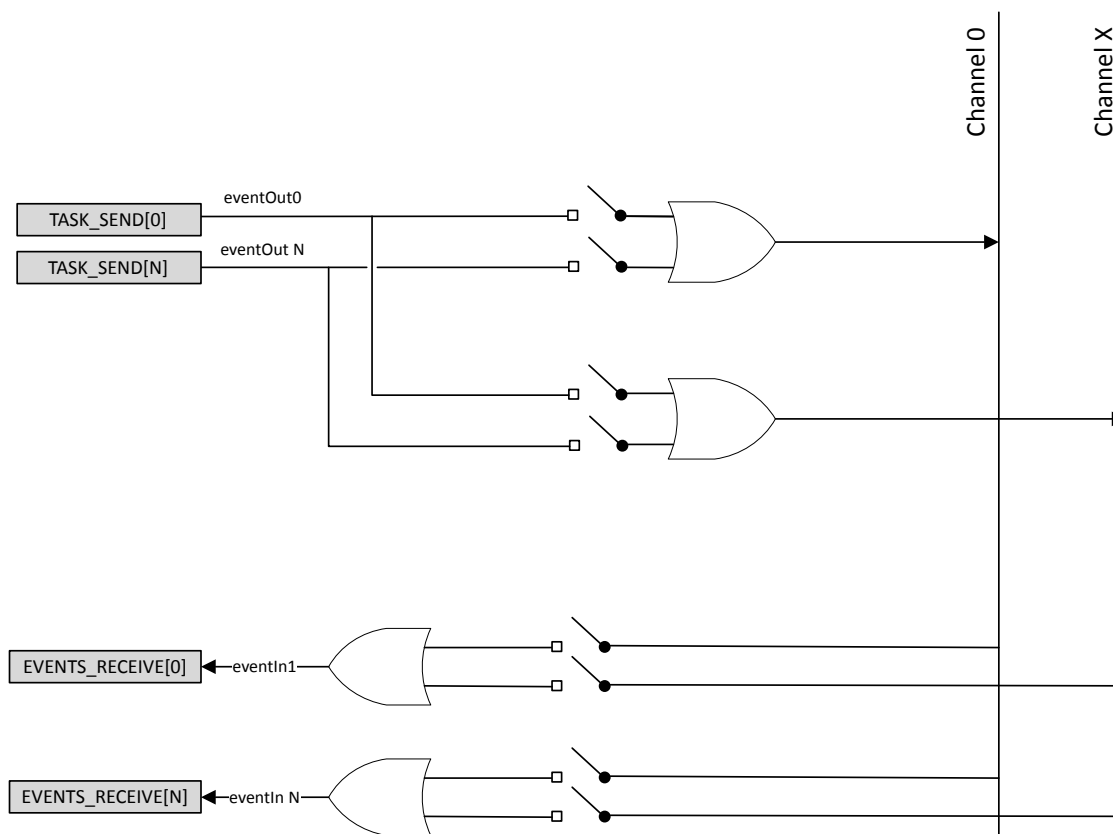 Channel 0
Channel X
eventOut0
TASK_SEND[0]
eventOut N
TASK_SEND[N]
EVENTS_RECEIVE[0]
eventIn1
EVENTS_RECEIVE[N]
eventIn N